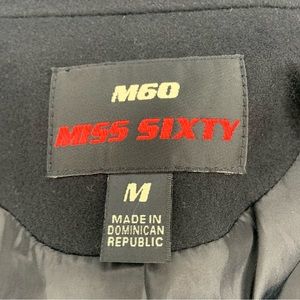 M60
MISS SIXTY
M
MADE IN
DOMINICAN
REPUBLIC